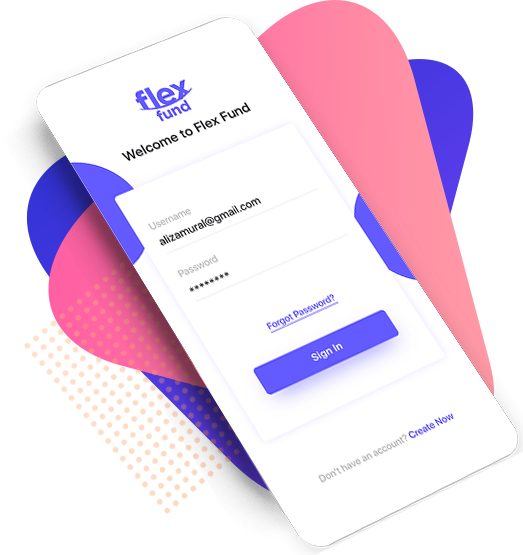 flex
fund
Welcome to Flex Fund
Username
alizamural@gmail.com
Password
********
Forgot Password?
Sign In
Don't have an account? Create Now